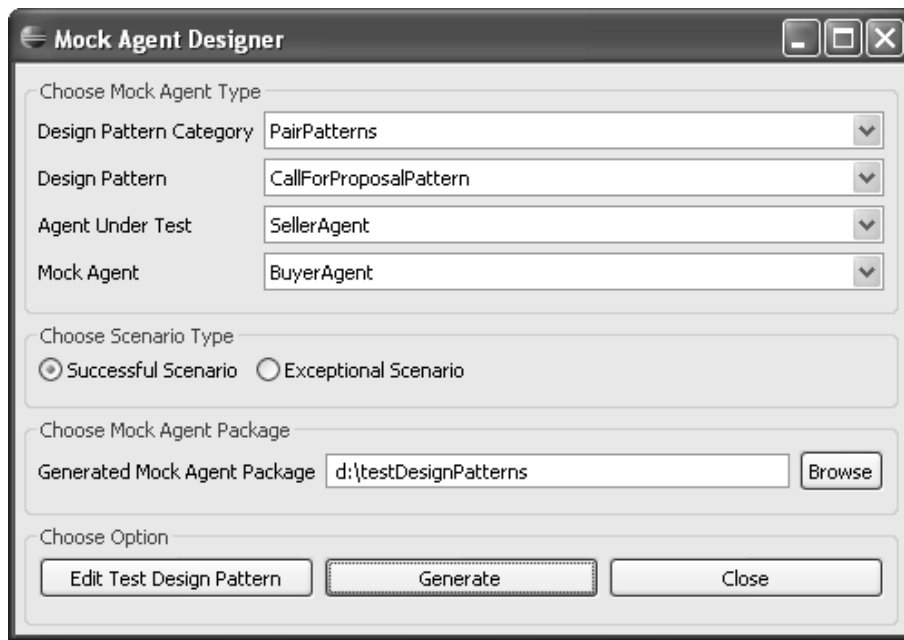 Mock Agent Designer
Choose Mock Agent Type
Design Pattern Category PairPatterns
Design Pattern CallForProposalPattern
Agent Under Test SellerAgent
Mock Agent BuyerAgent
Choose Scenario Type
Successful Scenario Exceptional Scenario
Choose Mock Agent Package
Generated Mock Agent Package d:\testDesignPatterns Browse
Choose Option
Edit Test Design Pattern Generate Close